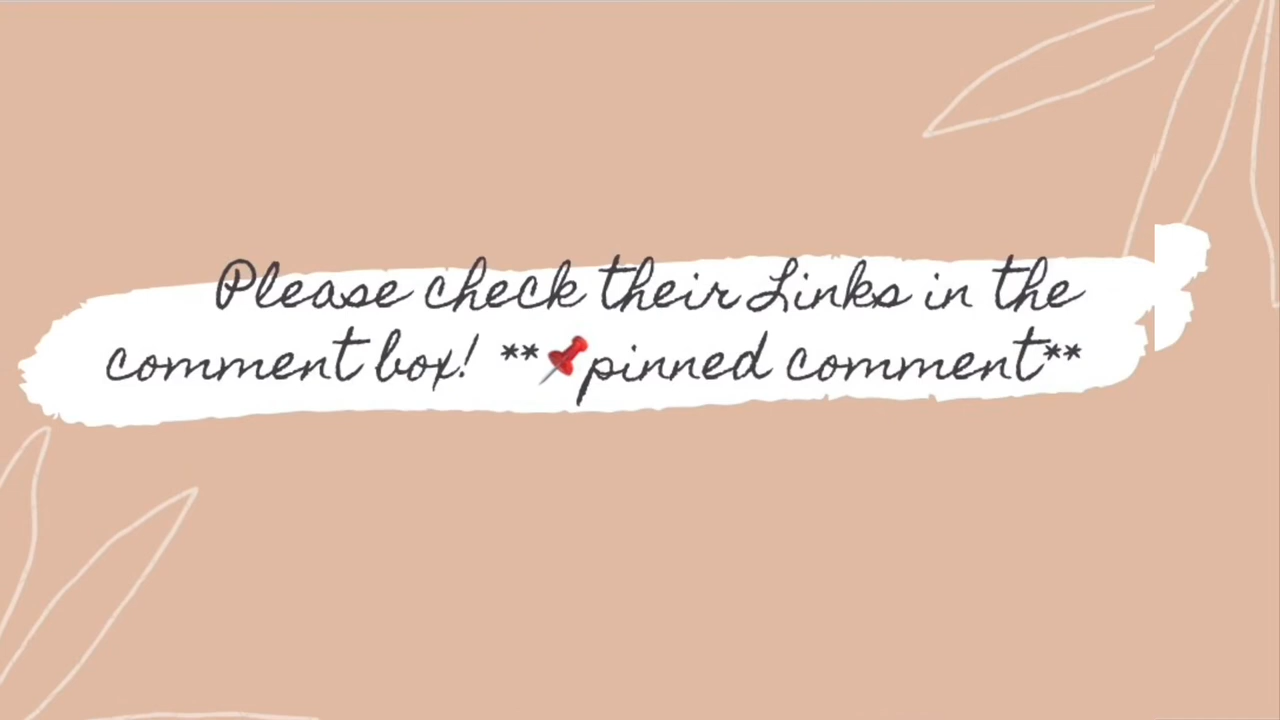 Please check their Links in the
comment box! **📌pinned comment**